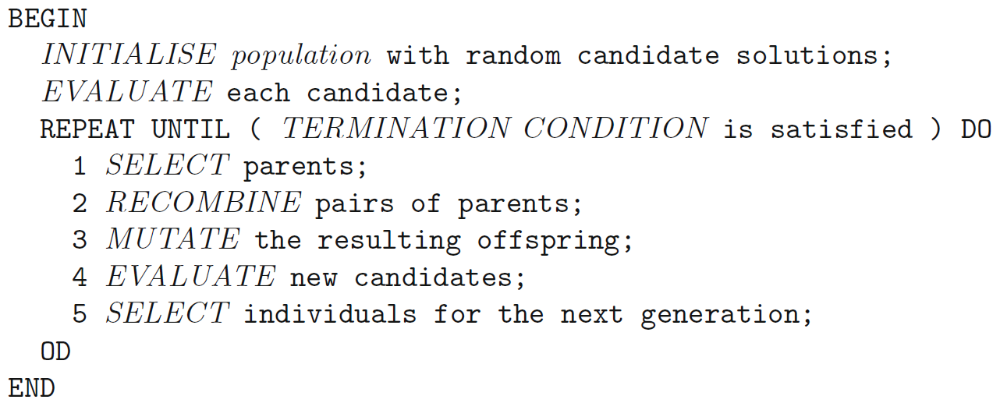 BEGIN
INITIALISE population with random candidate solutions;
EVALUATE each candidate;
REPEAT UNTIL ( TERMINATION CONDITION is satisfied ) DO
1 SELECT parents;
2 RECOMBINE pairs of parents;
3 MUTATE the resulting offspring;
4 EVALUATE new candidates;
5 SELECT individuals for the next generation;
OD
END